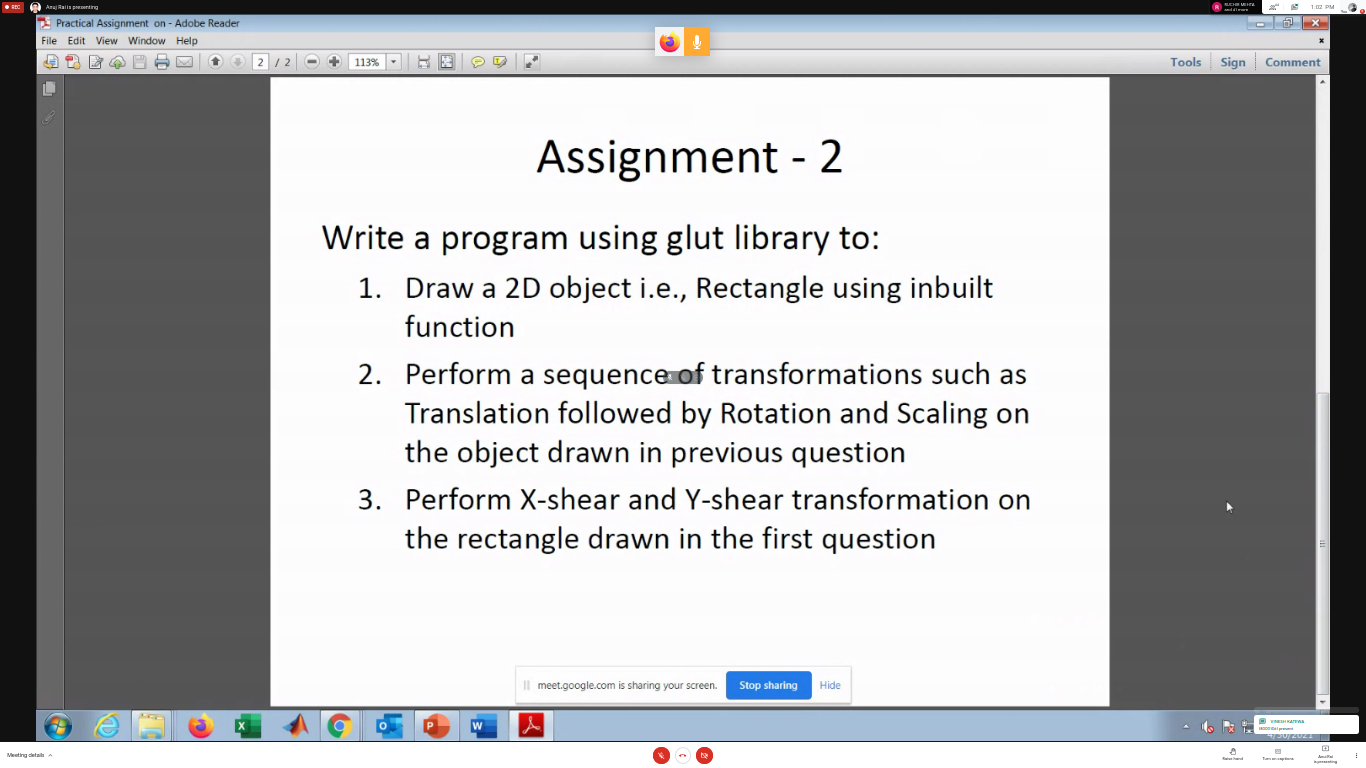 REC
Anuj Rai is presenting
RUCHIR MEHTA
and 41 more
1:02 PM
Practical Assignment on - Adobe Reader
File Edit View Window Help
2 / 2
113%
Tools Sign Comment
Assignment - 2
Write a program using glut library to:
1. Draw a 2D object i.e., Rectangle using inbuilt
function
2. Perform a sequence of transformations such as
Translation followed by Rotation and Scaling on
the object drawn in previous question
3. Perform X-shear and Y-shear transformation on
the rectangle drawn in the first question
meet.google.com is sharing your screen.
Stop sharing
Hide
Meeting details
Raise hand
Turn on captions
Anuj Rai
is presenting